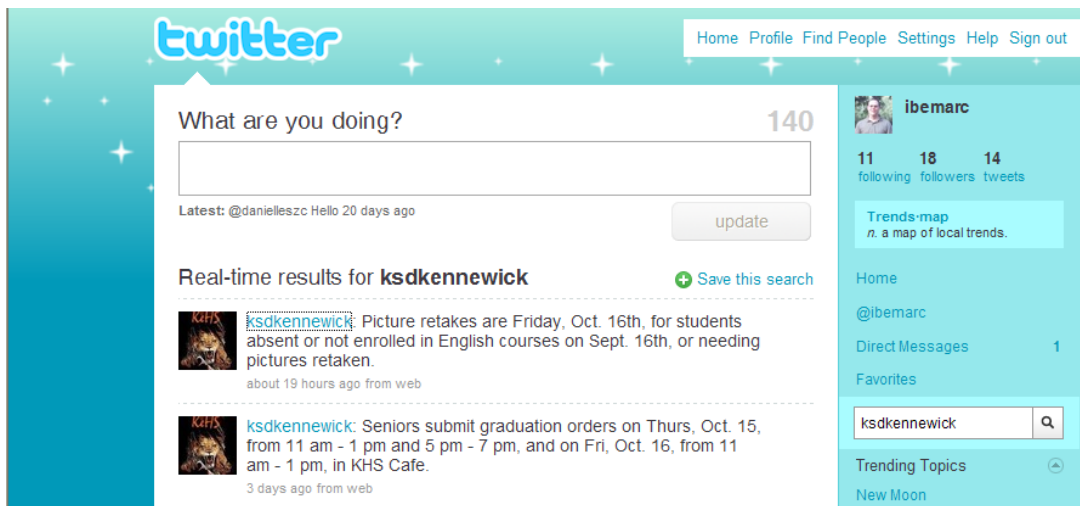 twitter
Home Profile Find People Settings Help Sign out
What are you doing?
140
Latest: @danielleszc Hello 20 days ago
update
Real-time results for ksdkennewick
Save this search
ksdkennewick: Picture retakes are Friday, Oct. 16th, for students
absent or not enrolled in English courses on Sept. 16th, or needing
pictures retaken.
about 19 hours ago from web
ksdkennewick: Seniors submit graduation orders on Thurs, Oct. 15,
from 11 am - 1 pm and 5 pm - 7 pm, and on Fri, Oct. 16, from 11
am - 1 pm, in KHS Cafe.
3 days ago from web
ibemarc
11 18 14
following followers tweets
Trends·map
n. a map of local trends.
Home
@ibemarc
Direct Messages 1
Favorites
ksdkennewick
Trending Topics
New Moon